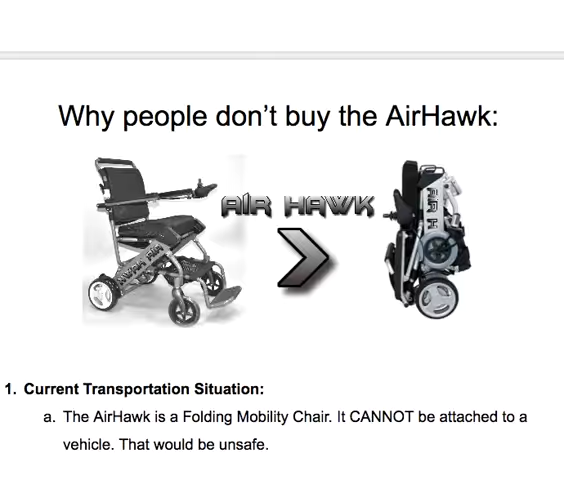 Why people don't buy the AirHawk:
AIR HAWK
AIR H
1. Current Transportation Situation:
a. The AirHawk is a Folding Mobility Chair. It CANNOT be attached to a
vehicle. That would be unsafe.